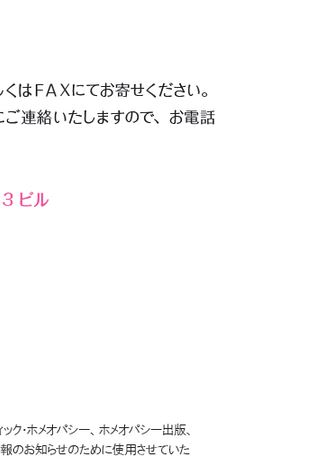 しくはＦＡＸにてお寄せください。
にご連絡いたしますので、お電話
３ビル
ィック・ホメオパシー、ホメオパシー出版、
報のお知らせのために使用させていた